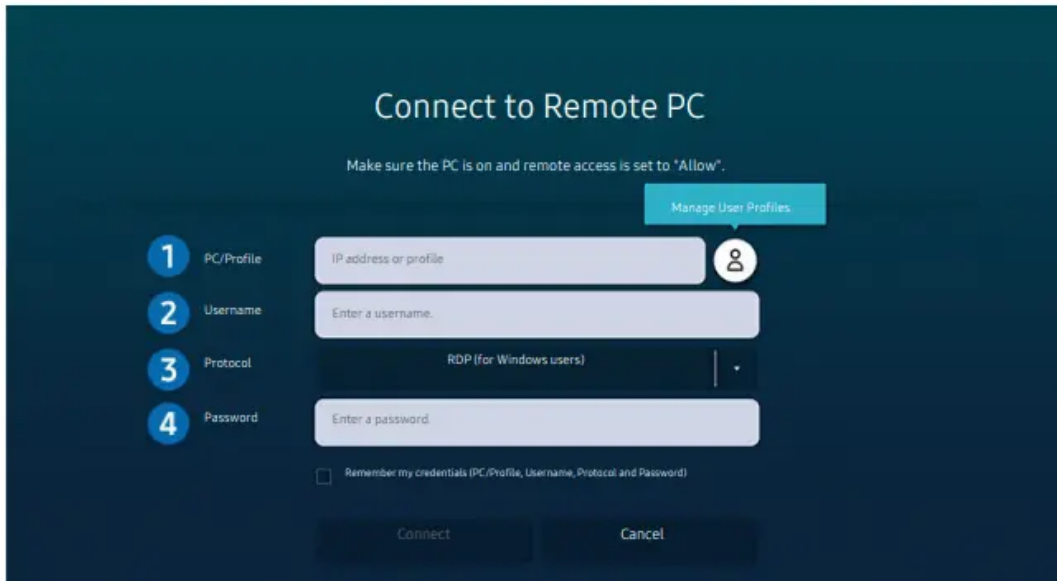 Connect to Remote PC
Make sure the PC is on and remote access is set to "Allow".
Manage User Profiles
1 PC/Profile IP address or profile
2 Username Enter a username.
3 Protocol RDP (for Windows users)
4 Password Enter a password.
Remember my credentials (PC/Profile, Username, Protocol and Password)
Connect Cancel